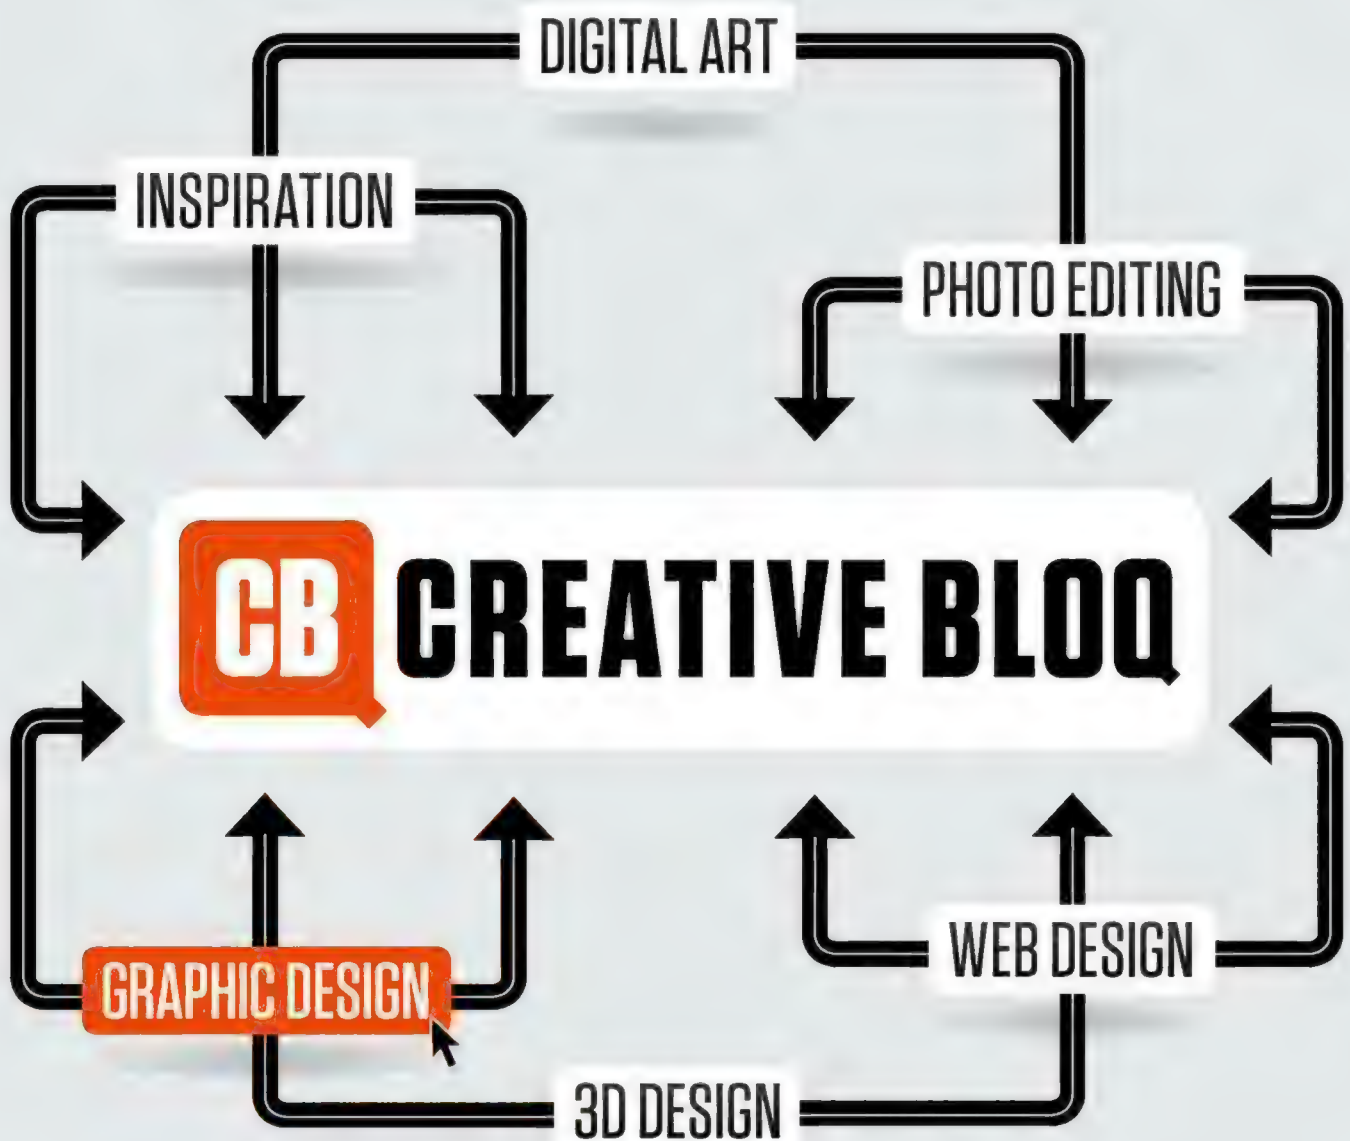 DIGITAL ART
INSPIRATION
PHOTO EDITING
CB CREATIVE BLOQ
GRAPHIC DESIGN
WEB DESIGN
3D DESIGN